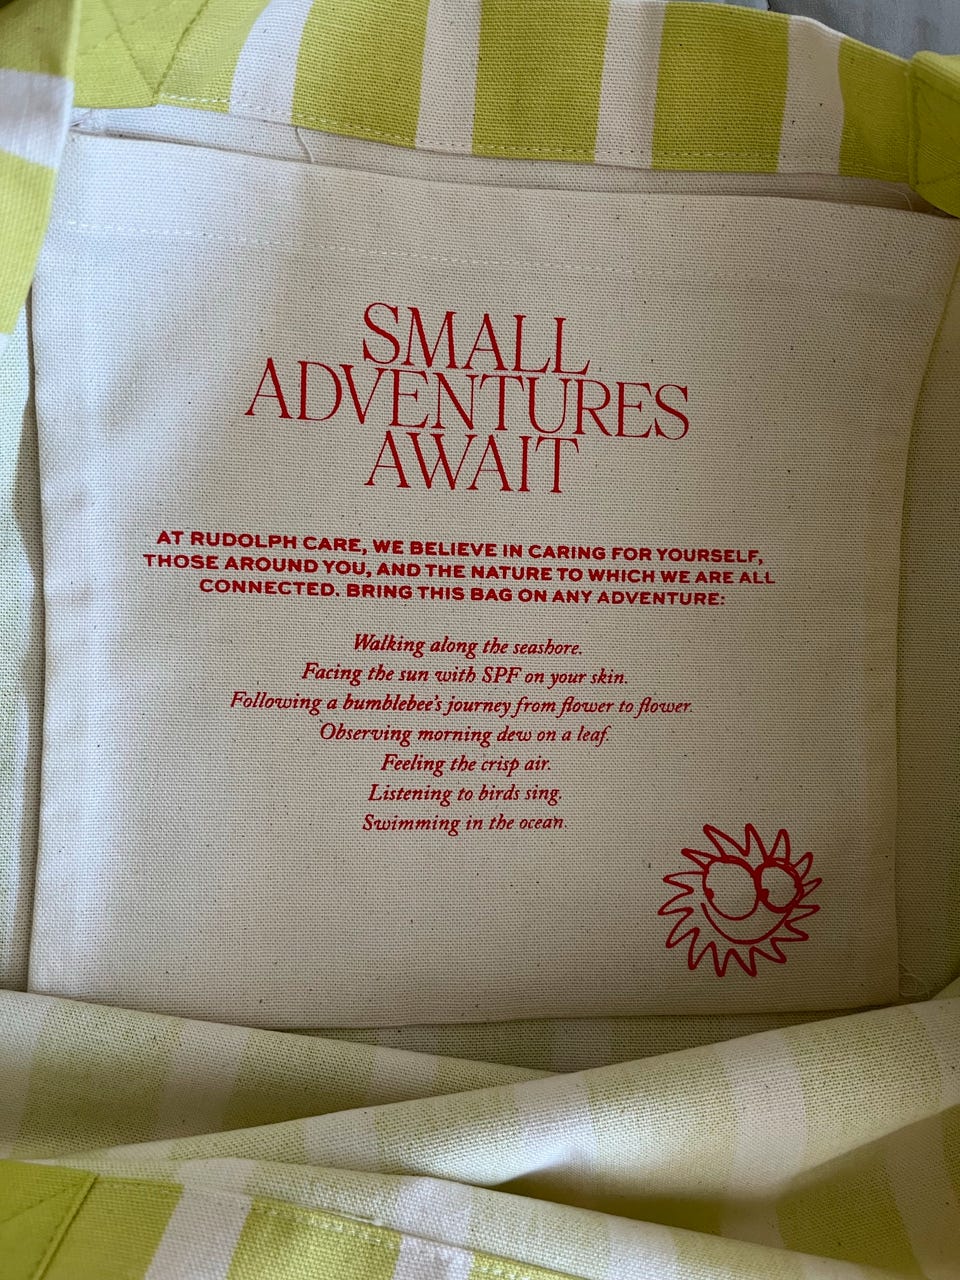 SMALL
ADVENTURES
AWAIT
AT RUDOLPH CARE, WE BELIEVE IN CARING FOR YOURSELF,
THOSE AROUND YOU, AND THE NATURE TO WHICH WE ARE ALL
CONNECTED. BRING THIS BAG ON ANY ADVENTURE:
Walking along the seashore.
Facing the sun with SPF on your skin.
Following a bumblebee's journey from flower to flower.
Observing morning dew on a leaf.
Feeling the crisp air.
Listening to birds sing.
Swimming in the ocean.